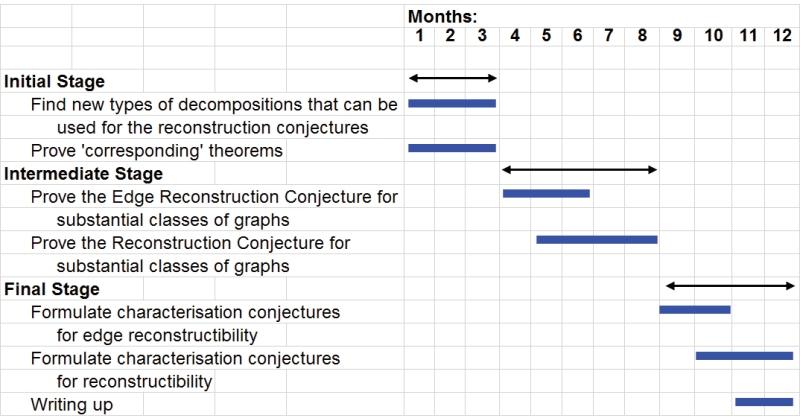 Months:
1 2 3 4 5 6 7 8 9 10 11 12
Initial Stage
Find new types of decompositions that can be
used for the reconstruction conjectures
Prove 'corresponding' theorems
Intermediate Stage
Prove the Edge Reconstruction Conjecture for
substantial classes of graphs
Prove the Reconstruction Conjecture for
substantial classes of graphs
Final Stage
Formulate characterisation conjectures
for edge reconstructibility
Formulate characterisation conjectures
for reconstructibility
Writing up